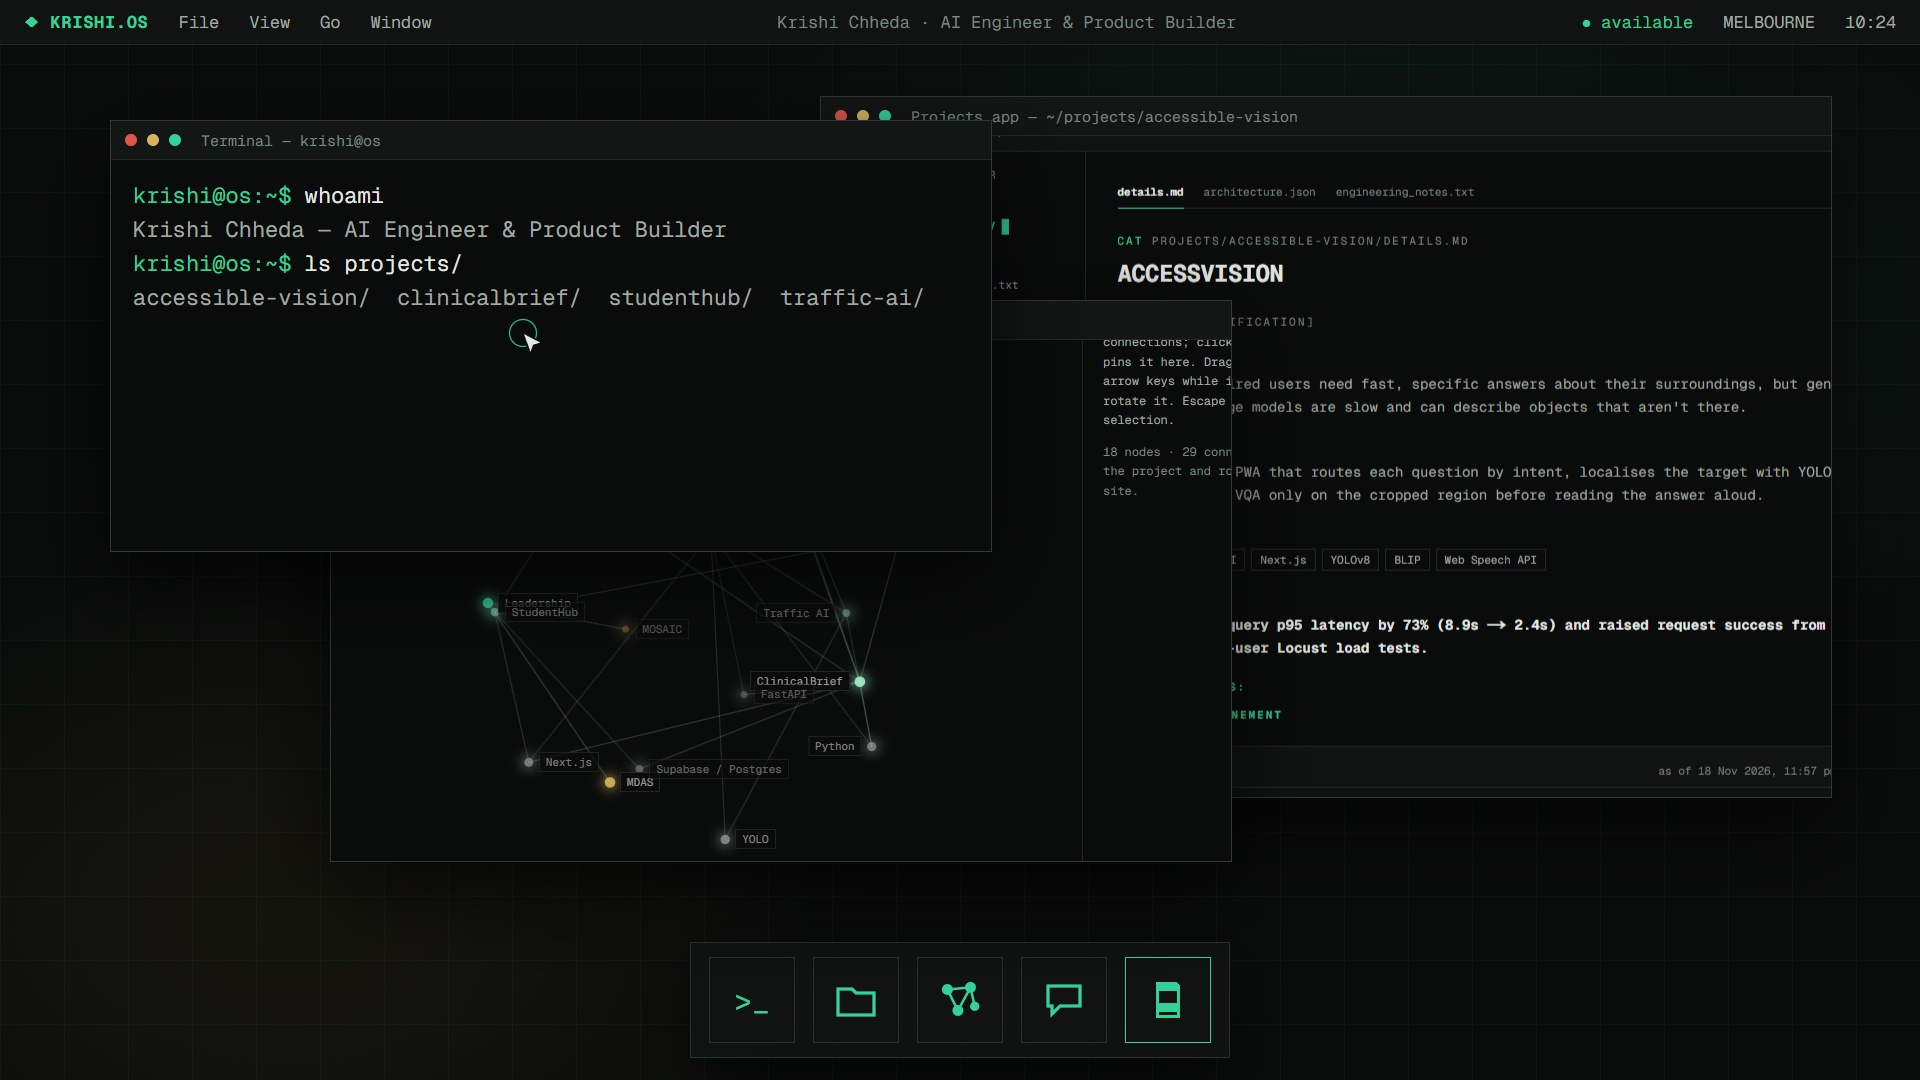 KRISHI.OS File View Go Window
Krishi Chheda · AI Engineer & Product Builder
available MELBOURNE 10:24
Projects.app — ~/projects/accessible-vision
Terminal — krishi@os
krishi@os:~$ whoami
Krishi Chheda — AI Engineer & Product Builder
krishi@os:~$ ls projects/
accessible-vision/ clinicalbrief/ studenthub/ traffic-ai/
details.md architecture.json engineering_notes.txt
CAT PROJECTS/ACCESSIBLE-VISION/DETAILS.MD
ACCESSVISION
.txt
IFICATION]
connections; click
pins it here. Drag
arrow keys while i
rotate it. Escape
selection.
18 nodes · 29 conn
the project and ro
site.
ired users need fast, specific answers about their surroundings, but gen
ge models are slow and can describe objects that aren't there.
PWA that routes each question by intent, localises the target with YOLO
VQA only on the cropped region before reading the answer aloud.
I Next.js YOLOv8 BLIP Web Speech API
query p95 latency by 73% (8.9s → 2.4s) and raised request success from
-user Locust load tests.
S:
NEMENT
as of 18 Nov 2026, 11:57 p
Leadership
StudentHub
MOSAIC
Traffic AI
ClinicalBrief
FastAPI
Python
Next.js
Supabase / Postgres
MDAS
YOLO
>_